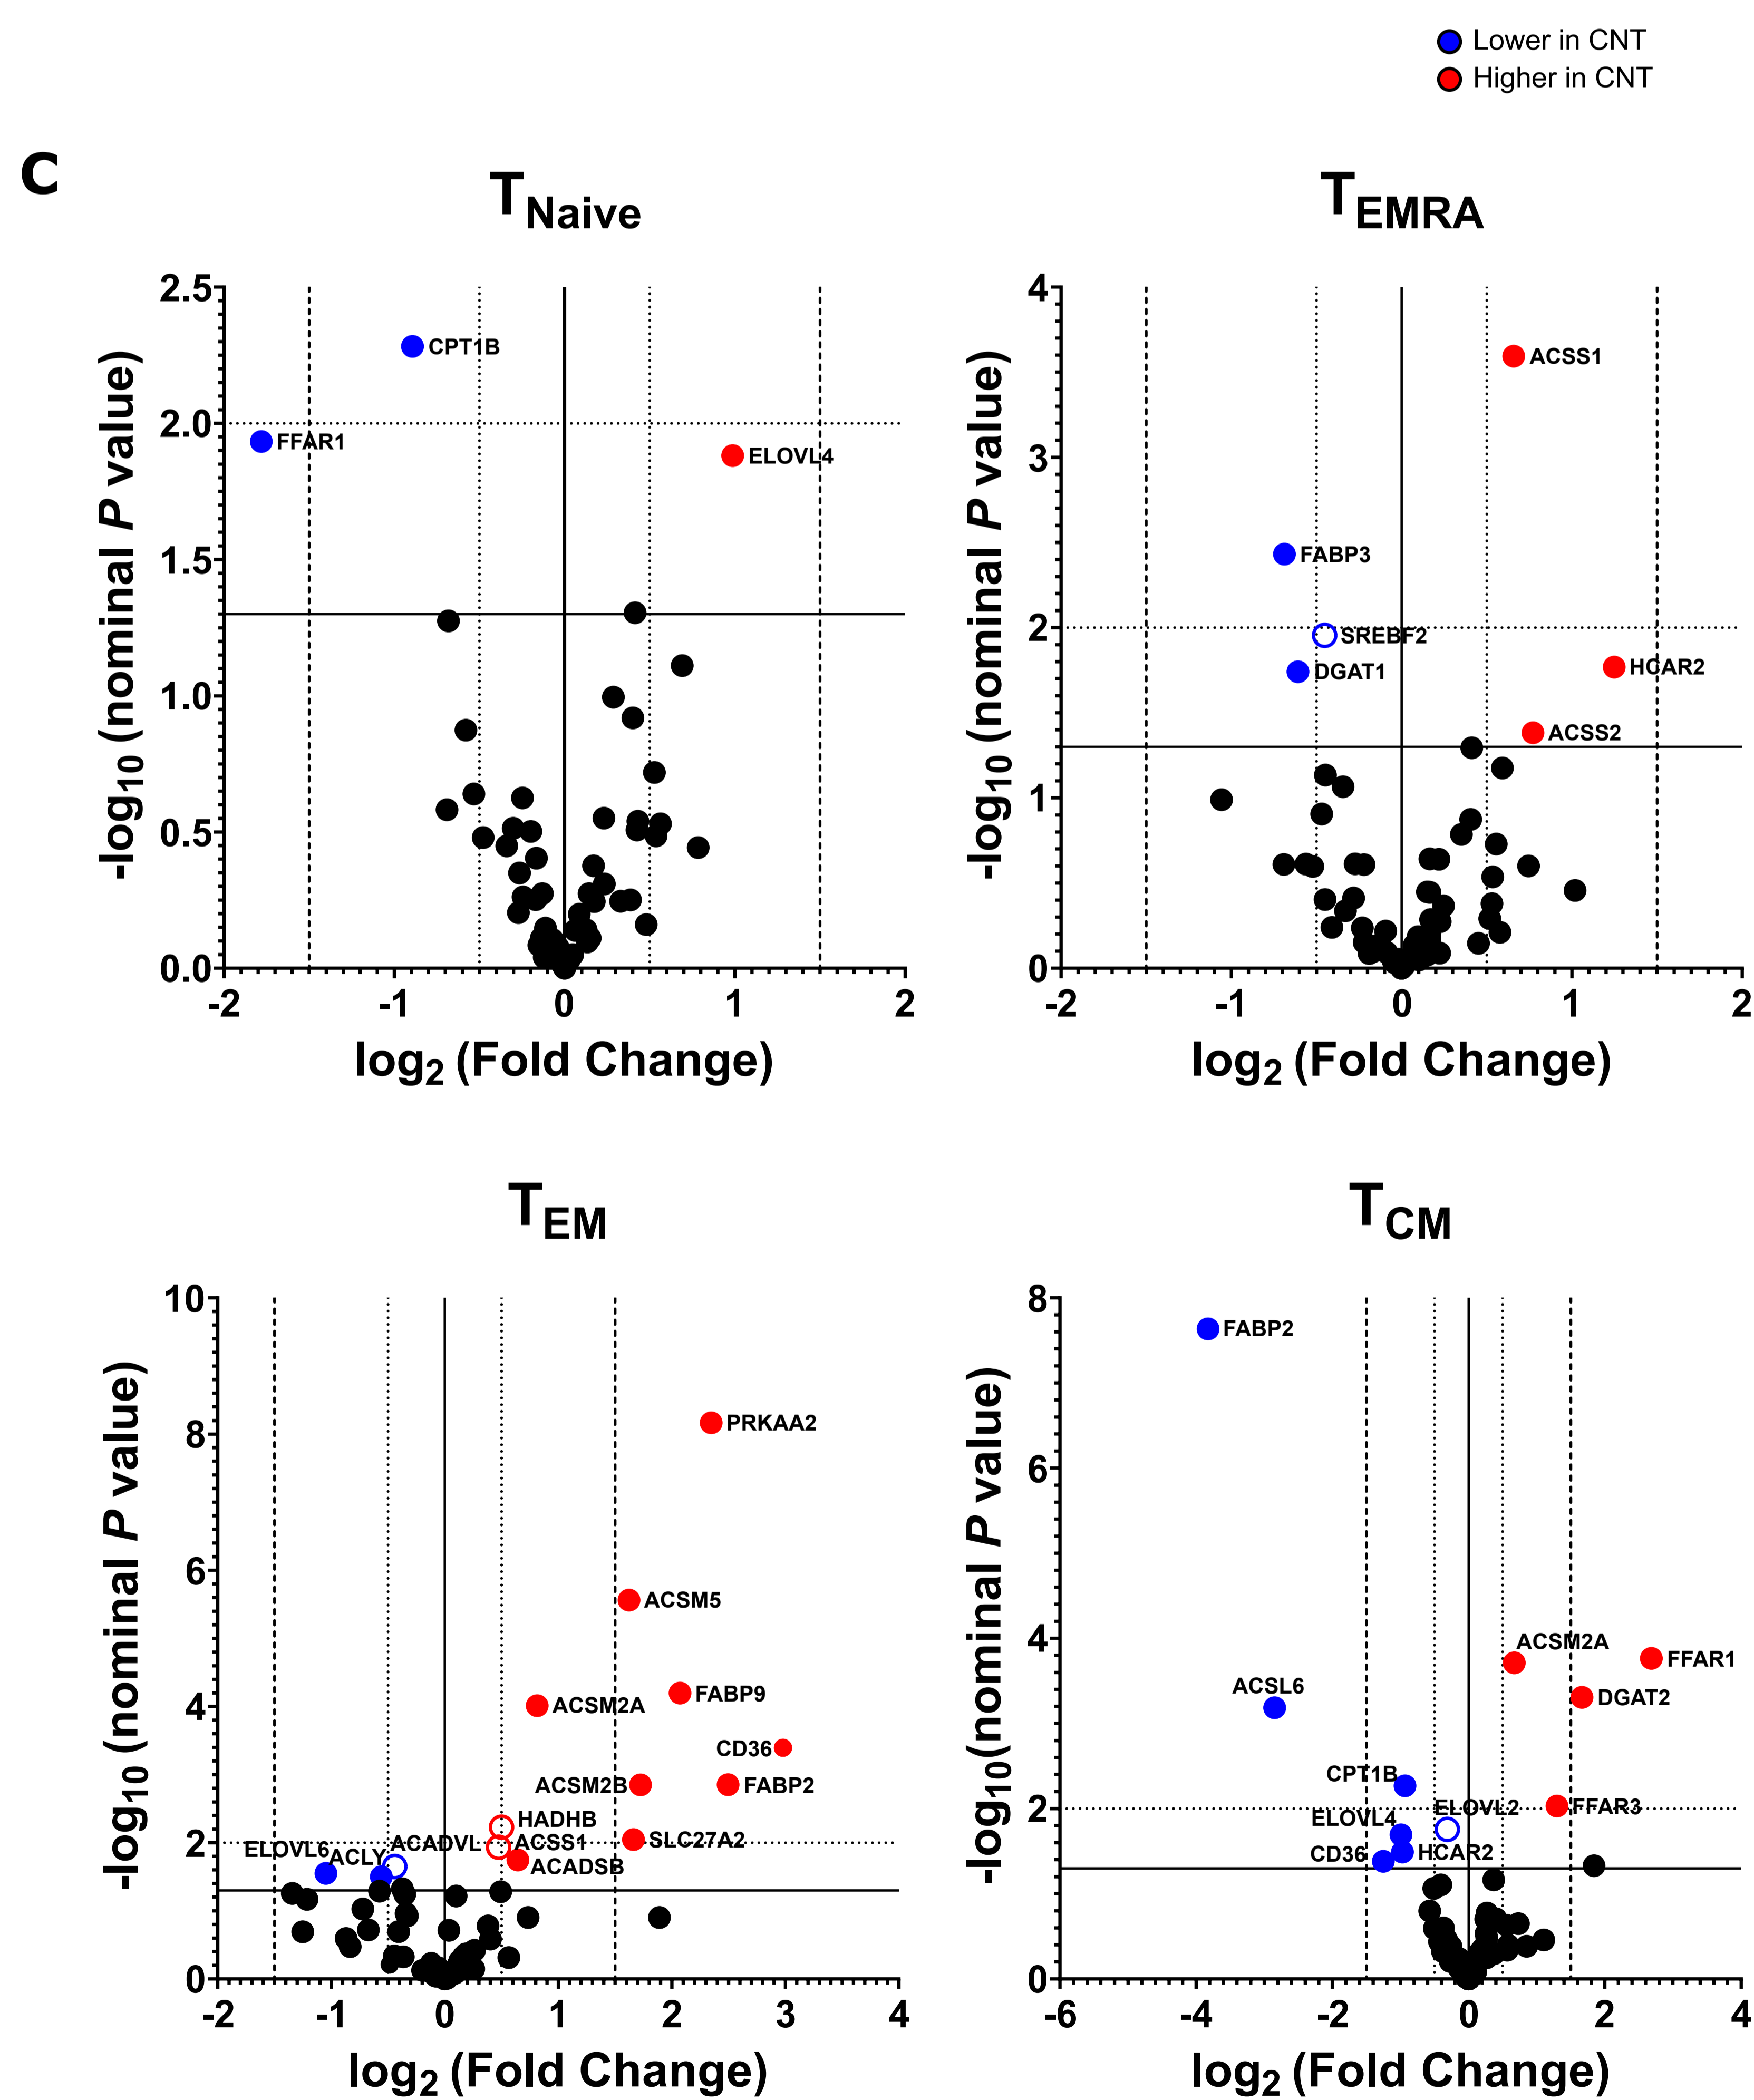 Lower in CNT
Higher in CNT
C
T Naive
2.5
2.0
1.5
1.0
0.5
0.0
-2
-1
0
1
2
-log10 (nominal P value)
log2 (Fold Change)
CPT1B
FFAR1
ELOVL4
T EMRA
4
3
2
1
0
-2
-1
0
1
2
-log10 (nominal P value)
log2 (Fold Change)
ACSS1
FABP3
SREBF2
DGAT1
HCAR2
ACSS2
T EM
10
8
6
4
2
0
-2
-1
0
1
2
3
4
-log10 (nominal P value)
log2 (Fold Change)
PRKAA2
ACSM5
FABP9
ACSM2A
CD36
ACSM2B
FABP2
HADHB
SLC27A2
ACSS1
ACADVL
ELOVL6
ACLY
ACADSB
T CM
8
6
4
2
0
-6
-4
-2
0
2
4
-log10(nominal P value)
log2 (Fold Change)
FABP2
ACSM2A
FFAR1
ACSL6
DGAT2
CPT1B
ELOVL4
ELOVL2
FFAR3
CD36
HCAR2